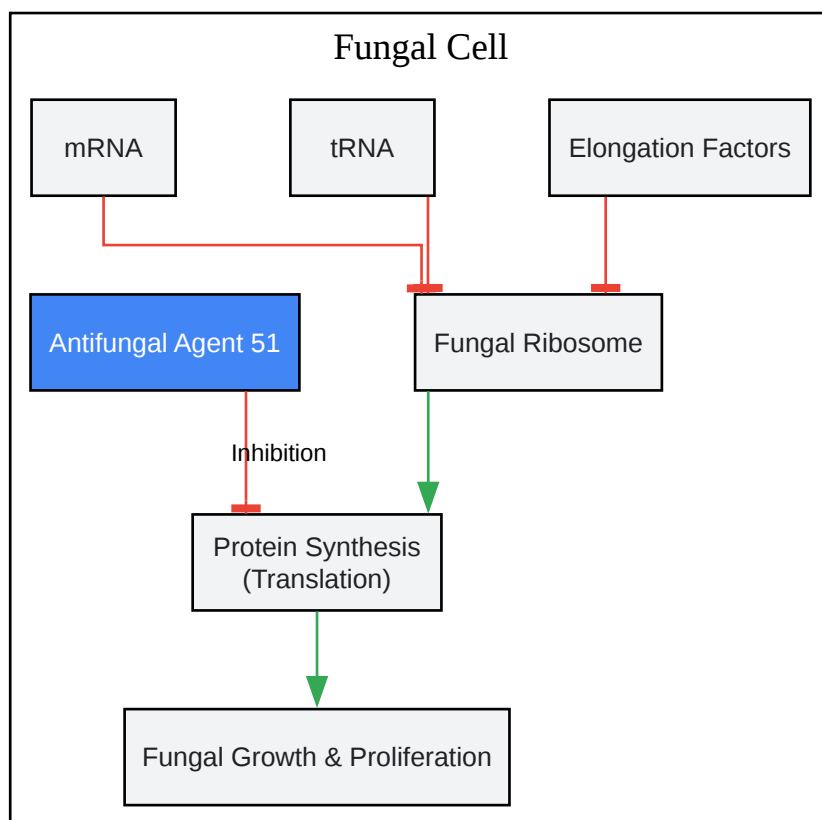 Fungal Cell
mRNA
tRNA
Elongation Factors
Antifungal Agent 51
Fungal Ribosome
Inhibition
Protein Synthesis
(Translation)
Fungal Growth & Proliferation